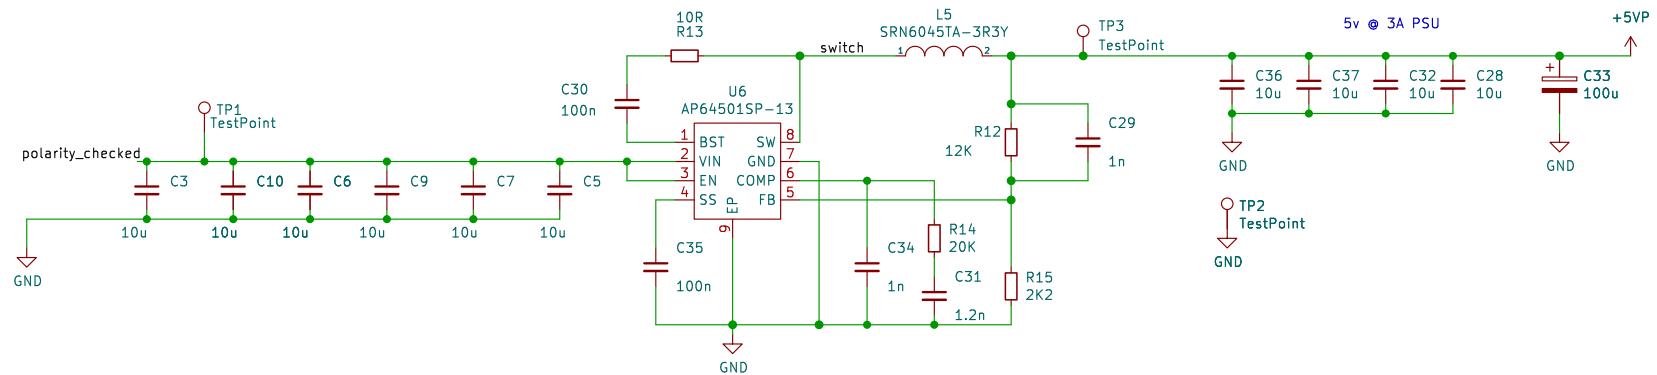 10R
R13
L5
SRN6045TA-3R3Y
switch
1
2
TP3
TestPoint
5v @ 3A PSU
+5VP
C30
100n
U6
AP64501SP-13
TP1
TestPoint
polarity_checked
C3
10u
C10
10u
C6
10u
C9
10u
C7
10u
C5
10u
GND
1 BST
2 VIN
3 EN
4 SS
SW 8
GND 7
COMP 6
FB 5
EP
9
C35
100n
GND
C34
1n
R14
20K
C31
1.2n
R12
12K
C29
1n
R15
2K2
C36
10u
C37
10u
C32
10u
C28
10u
+
C33
100u
GND
GND
TP2
TestPoint
GND